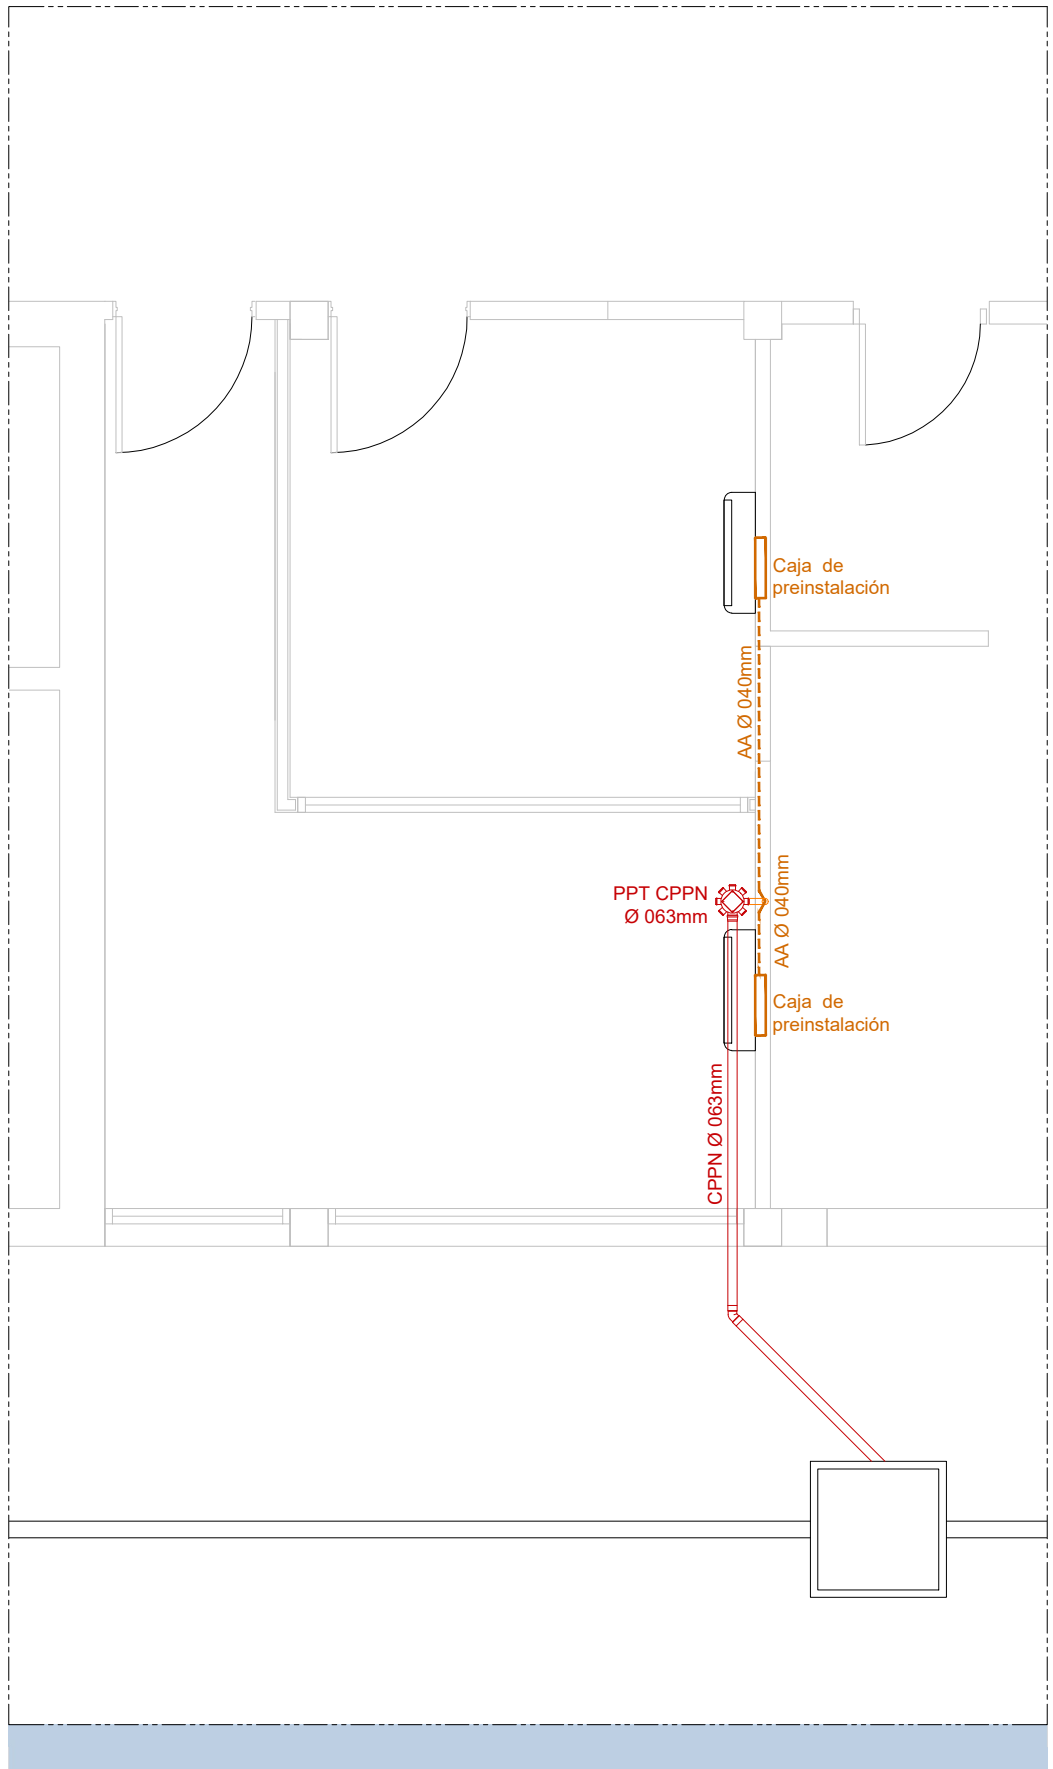 Caja de
preinstalación
AA Ø 040mm
PPT CPPN
Ø 063mm
AA Ø 040mm
Caja de
preinstalación
CPPN Ø 063mm